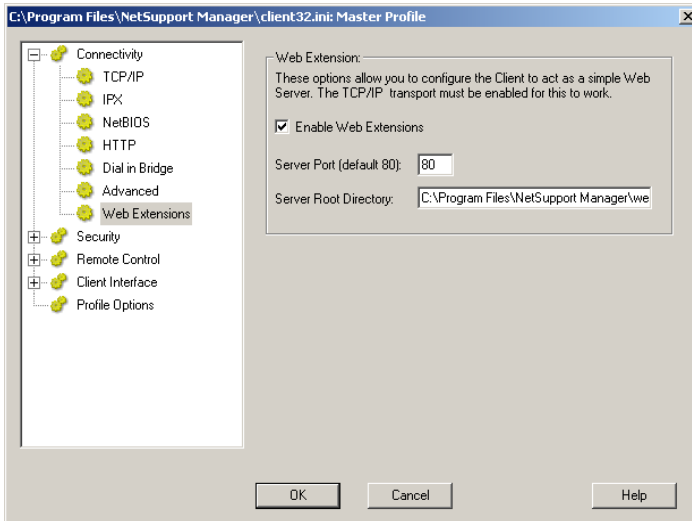 C:\Program Files\NetSupport Manager\client32.ini: Master Profile
Connectivity
TCP/IP
IPX
NetBIOS
HTTP
Dial in Bridge
Advanced
Web Extensions
Security
Remote Control
Client Interface
Profile Options
Web Extension:
These options allow you to configure the Client to act as a simple Web
Server. The TCP/IP transport must be enabled for this to work.
Enable Web Extensions
Server Port (default 80): 80
Server Root Directory: C:\Program Files\NetSupport Manager\we
OK Cancel Help